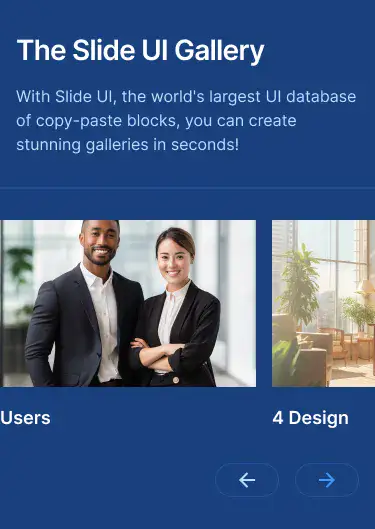 The Slide UI Gallery
With Slide UI, the world's largest UI database
of copy-paste blocks, you can create
stunning galleries in seconds!
Users
4 Design